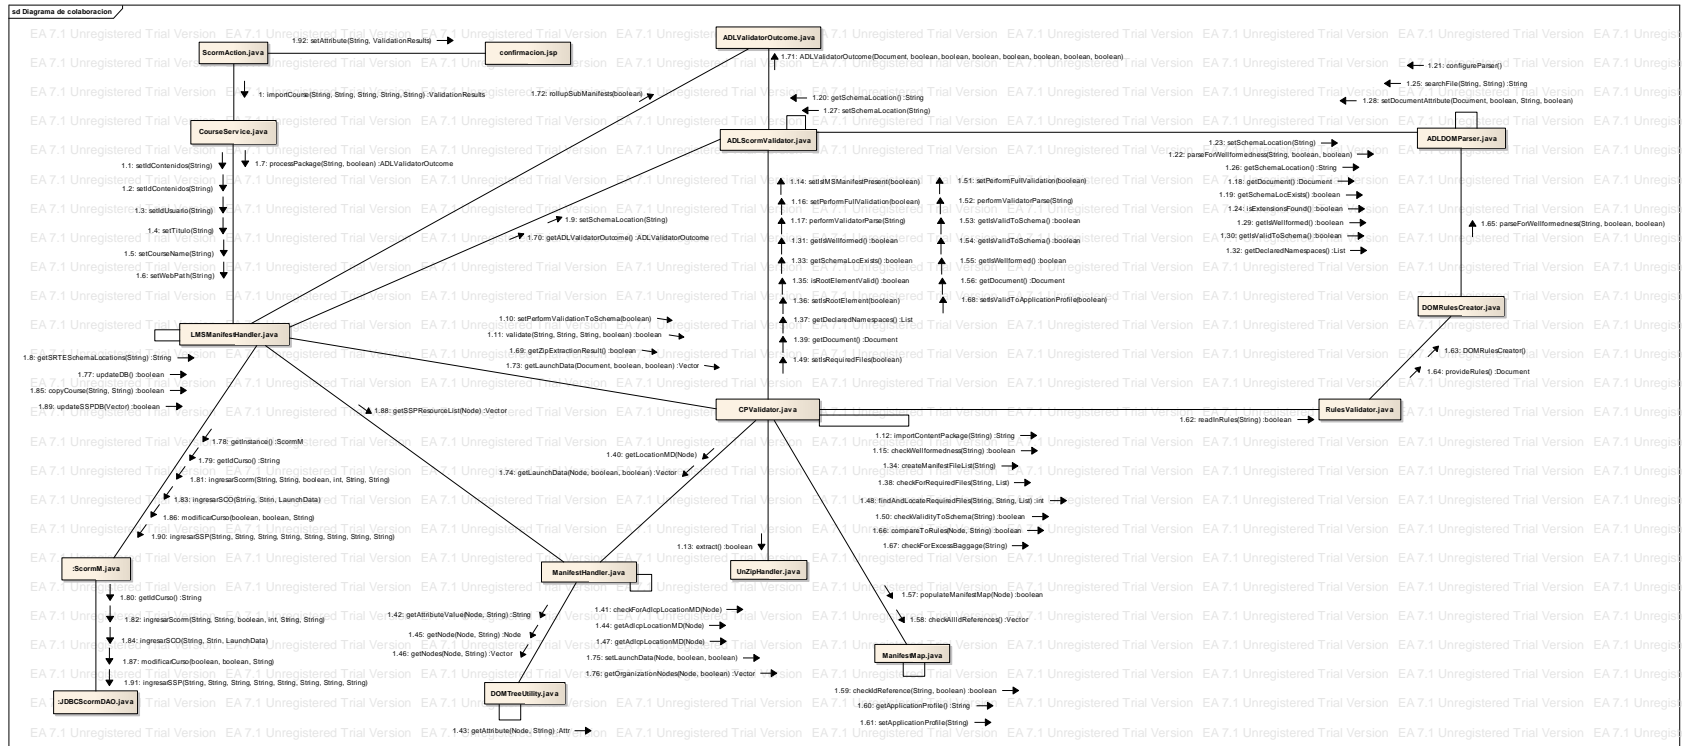 sd Diagrama de colaboracion
EA 7.1 Unregistered Trial Version
ScormAction.java
1.92: setAttribute(String, ValidationResults)
confirmacion.jsp
ADLValidatorOutcome.java
1.71: ADLValidatorOutcome(Document, boolean, boolean, boolean, boolean, boolean, boolean, boolean)
1: importCourse(String, String, String, String, String) :ValidationResults
1.72: rollupSubManifests(boolean)
1.20: getSchemaLocation() :String
1.27: setSchemaLocation(String)
1.21: configureParser()
1.25: searchFile(String, String) :String
1.28: setDocumentAttribute(Document, boolean, String, boolean)
CourseService.java
ADLScormValidator.java
ADLDOMParser.java
1.1: setIdContenidos(String)
1.2: setIdContenidos(String)
1.3: setIdUsuario(String)
1.4: setTitulo(String)
1.5: setCourseName(String)
1.6: setWebPath(String)
1.7: processPackage(String, boolean) :ADLValidatorOutcome
1.9: setSchemaLocation(String)
1.70: getADLValidatorOutcome() :ADLValidatorOutcome
1.14: setIsIMSManifestPresent(boolean)
1.16: setPerformFullValidation(boolean)
1.17: performValidatorParse(String)
1.31: getIsWellformed() :boolean
1.33: getSchemaLocExists() :boolean
1.35: isRootElementValid() :boolean
1.36: setIsRootElement(boolean)
1.37: getDeclaredNamespaces() :List
1.39: getDocument() :Document
1.49: setIsRequiredFiles(boolean)
1.51: setPerformFullValidation(boolean)
1.52: performValidatorParse(String)
1.53: getIsValidToSchema() :boolean
1.54: getIsValidToSchema() :boolean
1.55: getIsWellformed() :boolean
1.56: getDocument() :Document
1.68: setIsValidToApplicationProfile(boolean)
1.23: setSchemaLocation(String)
1.22: parseForWellformedness(String, boolean, boolean)
1.26: getSchemaLocation() :String
1.18: getDocument() :Document
1.19: getSchemaLocExists() :boolean
1.24: isExtensionsFound() :boolean
1.29: getIsWellformed() :boolean
1.30: getIsValidToSchema() :boolean
1.32: getDeclaredNamespaces() :List
1.65: parseForWellformedness(String, boolean, boolean)
DOMRulesCreator.java
LMSManifestHandler.java
1.8: getSRTESchemaLocations(String) :String
1.77: updateDB() :boolean
1.85: copyCourse(String, String) :boolean
1.89: updateSSPDB(Vector) :boolean
1.10: setPerformValidationToSchema(boolean)
1.11: validate(String, String, String, boolean) :boolean
1.69: getZipExtractionResult() :boolean
1.73: getLaunchData(Document, boolean, boolean) :Vector
1.63: DOMRulesCreator()
1.64: provideRules() :Document
CPValidator.java
RulesValidator.java
1.62: readInRules(String) :boolean
1.88: getSSPResourceList(Node) :Vector
1.78: getInstance() :ScormM
1.79: getIdCurso() :String
1.81: ingresarScorm(String, String, boolean, int, String, String)
1.83: ingresarSCO(String, Strin, LaunchData)
1.86: modificarCurso(boolean, boolean, String)
1.90: ingresarSSP(String, String, String, String, String, String, String)
1.40: getLocationMD(Node)
1.74: getLaunchData(Node, boolean, boolean) :Vector
1.12: importContentPackage(String) :String
1.15: checkWellformedness(String) :boolean
1.34: createManifestFileList(String)
1.38: checkForRequiredFiles(String, List)
1.48: findAndLocateRequiredFiles(String, String, List) :int
1.50: checkValidityToSchema(String) :boolean
1.66: compareToRules(Node, String) :boolean
1.67: checkForExcessBaggage(String)
1.13: extract() :boolean
:ScormM.java
ManifestHandler.java
UnZipHandler.java
1.80: getIdCurso() :String
1.82: ingresarScorm(String, String, boolean, int, String, String)
1.84: ingresarSCO(String, Strin, LaunchData)
1.87: modificarCurso(boolean, boolean, String)
1.91: ingresarSSP(String, String, String, String, String, String, String)
1.42: getAttributeValue(Node, String) :String
1.45: getNode(Node, String) :Node
1.46: getNodes(Node, String) :Vector
1.41: checkForAdlcpLocationMD(Node)
1.44: getAdlcpLocationMD(Node)
1.47: getAdlcpLocationMD(Node)
1.75: setLaunchData(Node, boolean, boolean)
1.76: getOrganizationNodes(Node, boolean) :Vector
1.57: populateManifestMap(Node) :boolean
1.58: checkAllIdReferences() :Vector
ManifestMap.java
:JDBCScormDAO.java
DOMTreeUtility.java
1.43: getAttribute(Node, String) :Attr
1.59: checkIdReference(String, boolean) :boolean
1.60: getApplicationProfile() :String
1.61: setApplicationProfile(String)